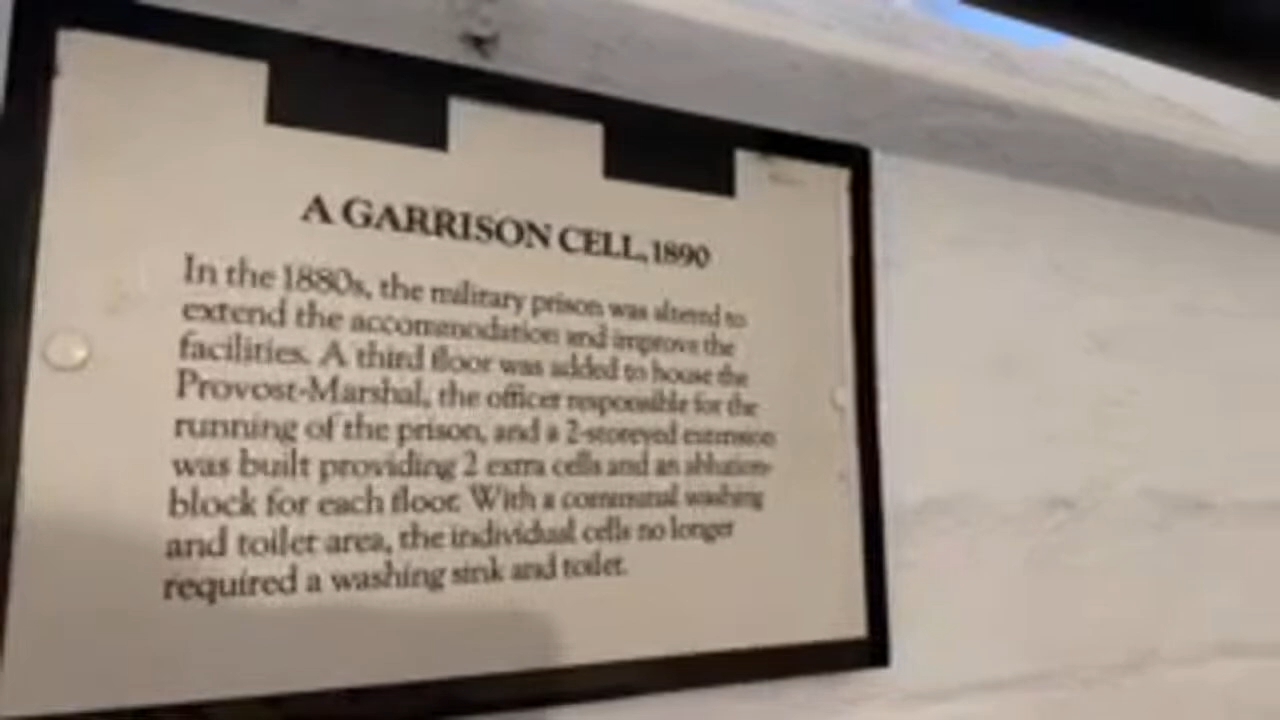 A GARRISON CELL, 1890
In the 1880s, the military prison was altered to
extend the accommodation and improve the
facilities. A third floor was added to house the
Provost-Marshal, the officer responsible for the
running of the prison, and a 2-storeyed extension
was built providing 2 extra cells and an ablution-
block for each floor. With a communal washing
and toilet area, the individual cells no longer
required a washing sink and toilet.